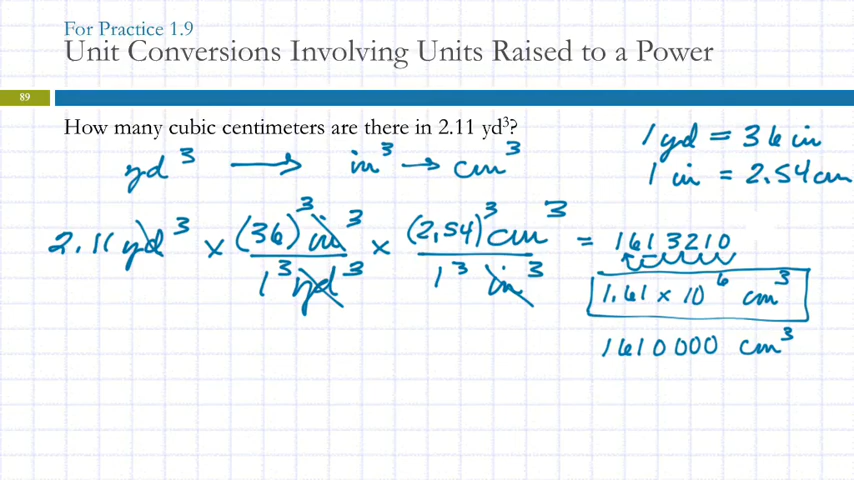 For Practice 1.9
Unit Conversions Involving Units Raised to a Power
89
How many cubic centimeters are there in 2.11 yd³?
1 yd = 36 in
1 in = 2.54 cm
yd³ → in³ → cm³
2.11 yd³ × (36)³ in³ / 1³ yd³ × (2.54)³ cm³ / 1³ in³ = 1613210
1.61 × 10⁶ cm³
1610000 cm³